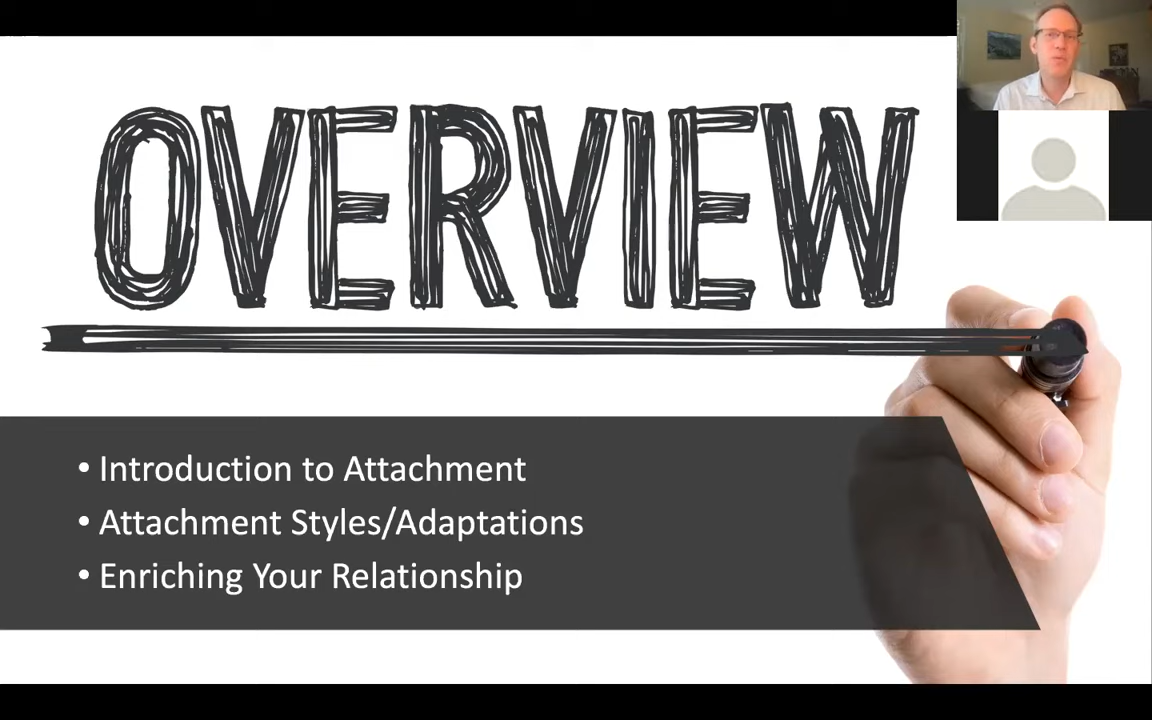 OVERVIEW
• Introduction to Attachment
• Attachment Styles/Adaptations
• Enriching Your Relationship